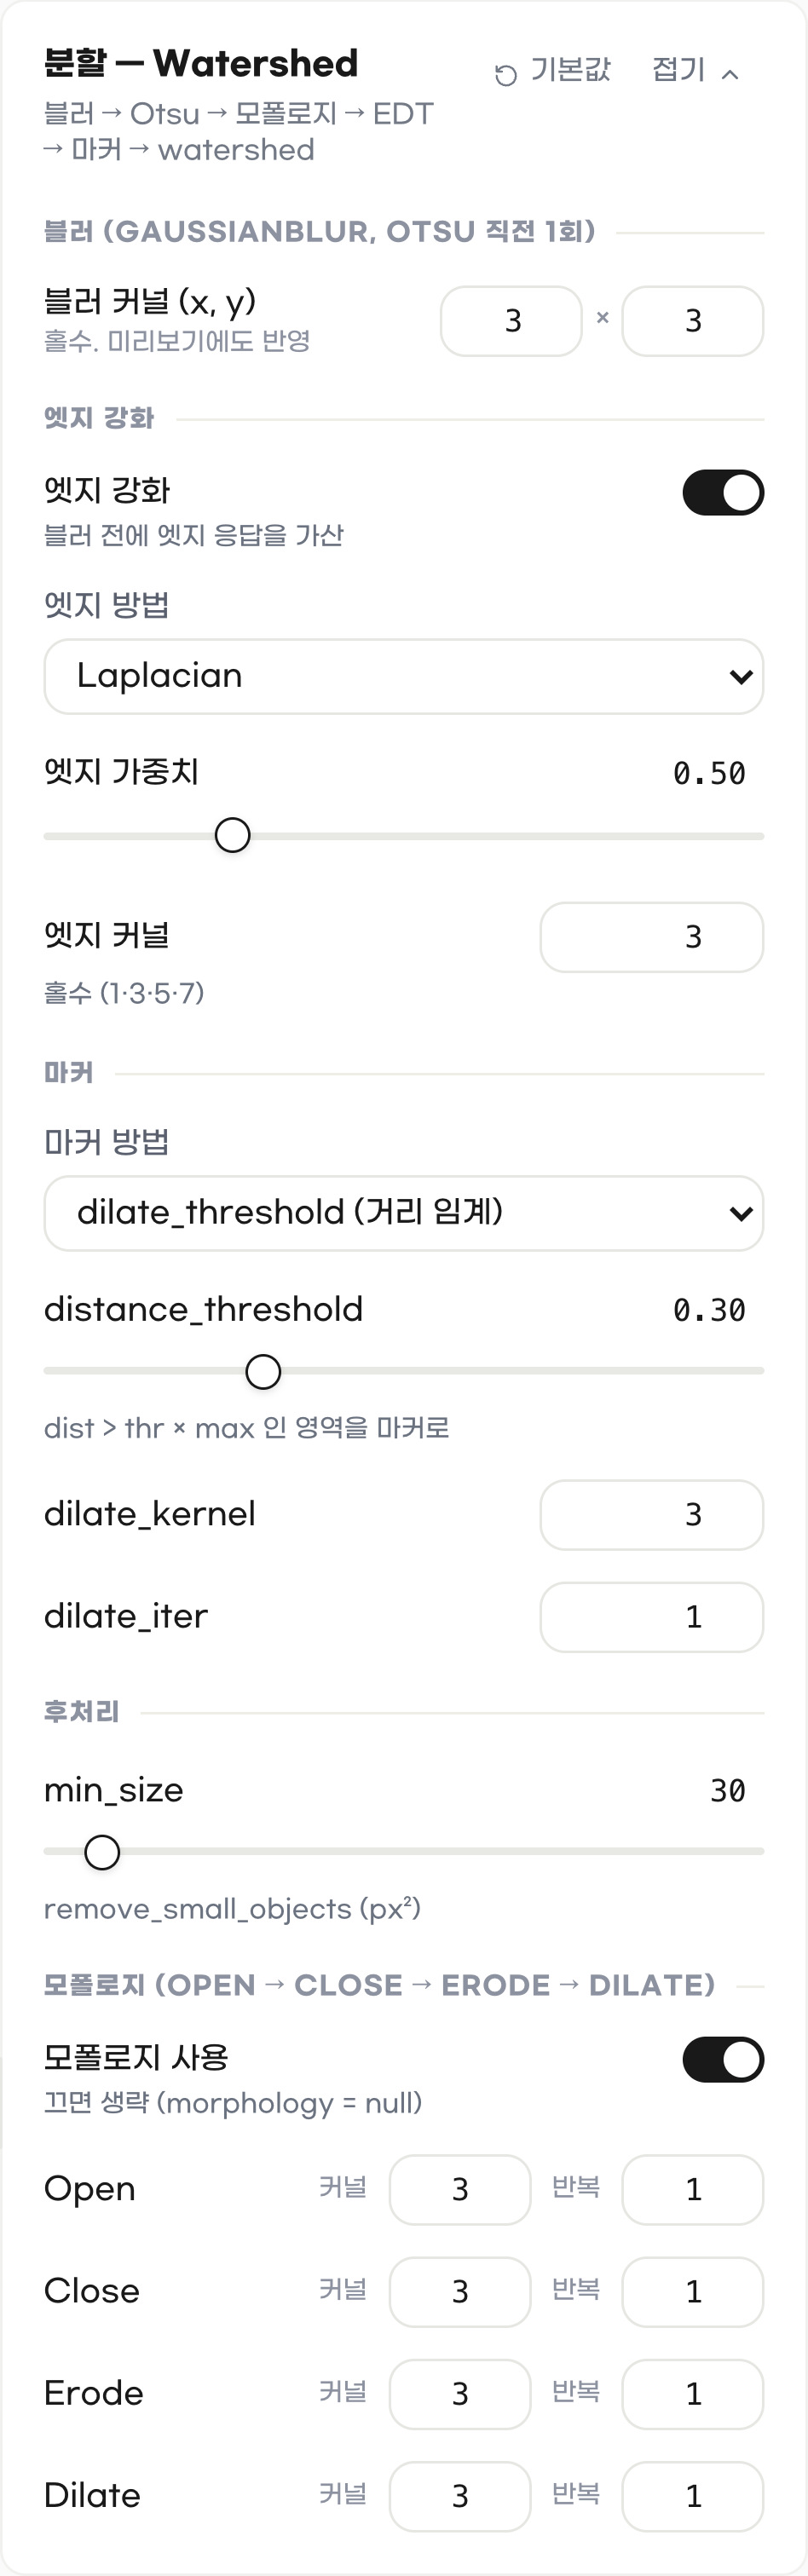 분할 — Watershed
기본값 접기
블러 → Otsu → 모폴로지 → EDT
→ 마커 → watershed
블러 (GAUSSIANBLUR, OTSU 직전 1회)
블러 커널 (x, y)
3 × 3
홀수. 미리보기에도 반영
엣지 강화
엣지 강화
블러 전에 엣지 응답을 가산
엣지 방법
Laplacian
엣지 가중치 0.50
엣지 커널 3
홀수 (1·3·5·7)
마커
마커 방법
dilate_threshold (거리 임계)
distance_threshold 0.30
dist > thr × max 인 영역을 마커로
dilate_kernel 3
dilate_iter 1
후처리
min_size 30
remove_small_objects (px²)
모폴로지 (OPEN → CLOSE → ERODE → DILATE)
모폴로지 사용
끄면 생략 (morphology = null)
Open 커널 3 반복 1
Close 커널 3 반복 1
Erode 커널 3 반복 1
Dilate 커널 3 반복 1